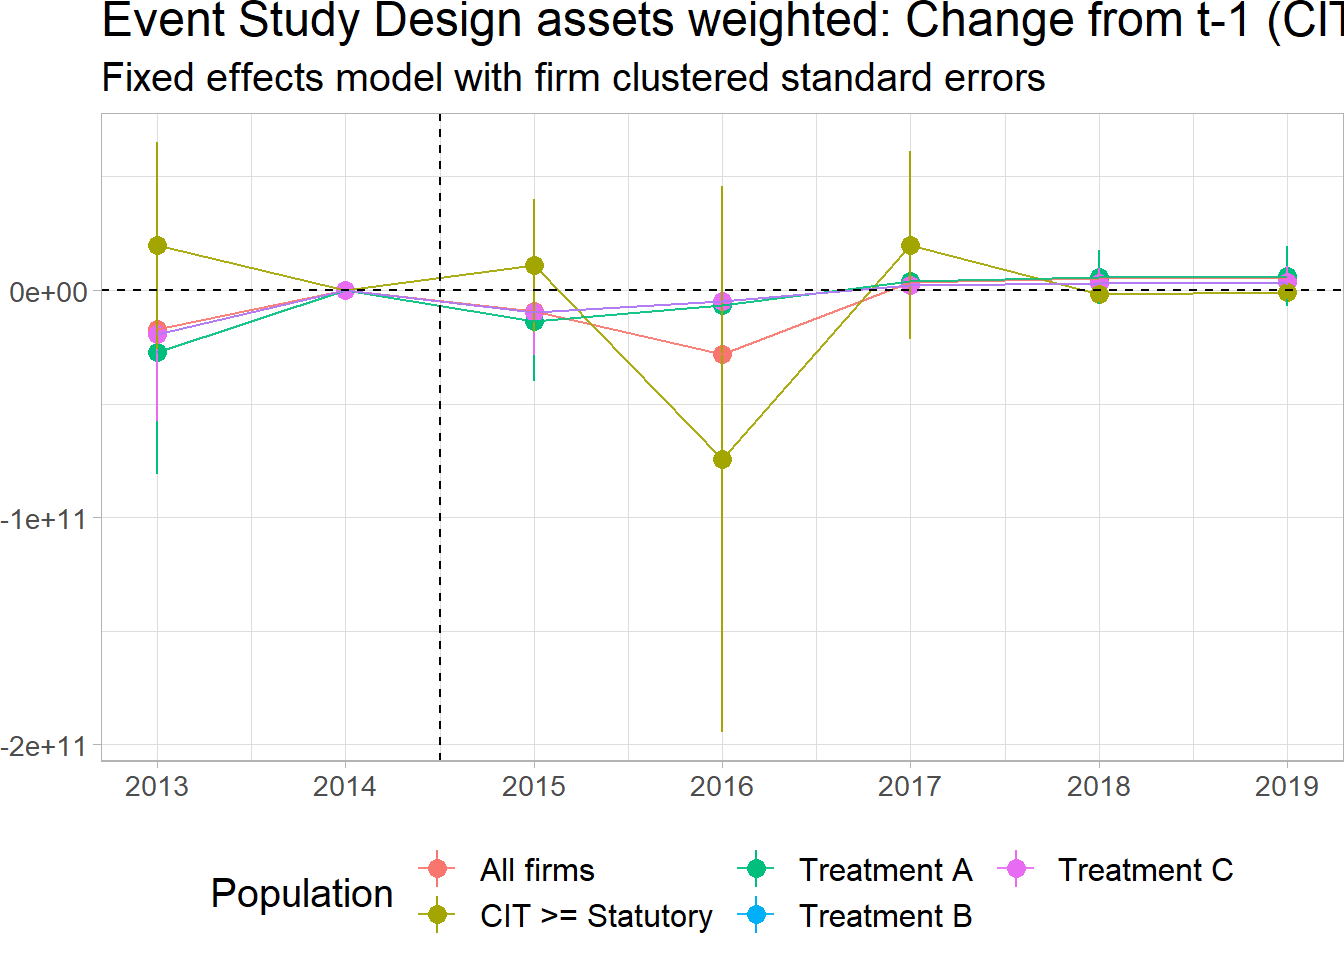 Event Study Design assets weighted: Change from t-1 (CIT
Fixed effects model with firm clustered standard errors
0e+00
-1e+11
-2e+11
2013 2014 2015 2016 2017 2018 2019
Population
All firms Treatment A Treatment C
CIT >= Statutory Treatment B